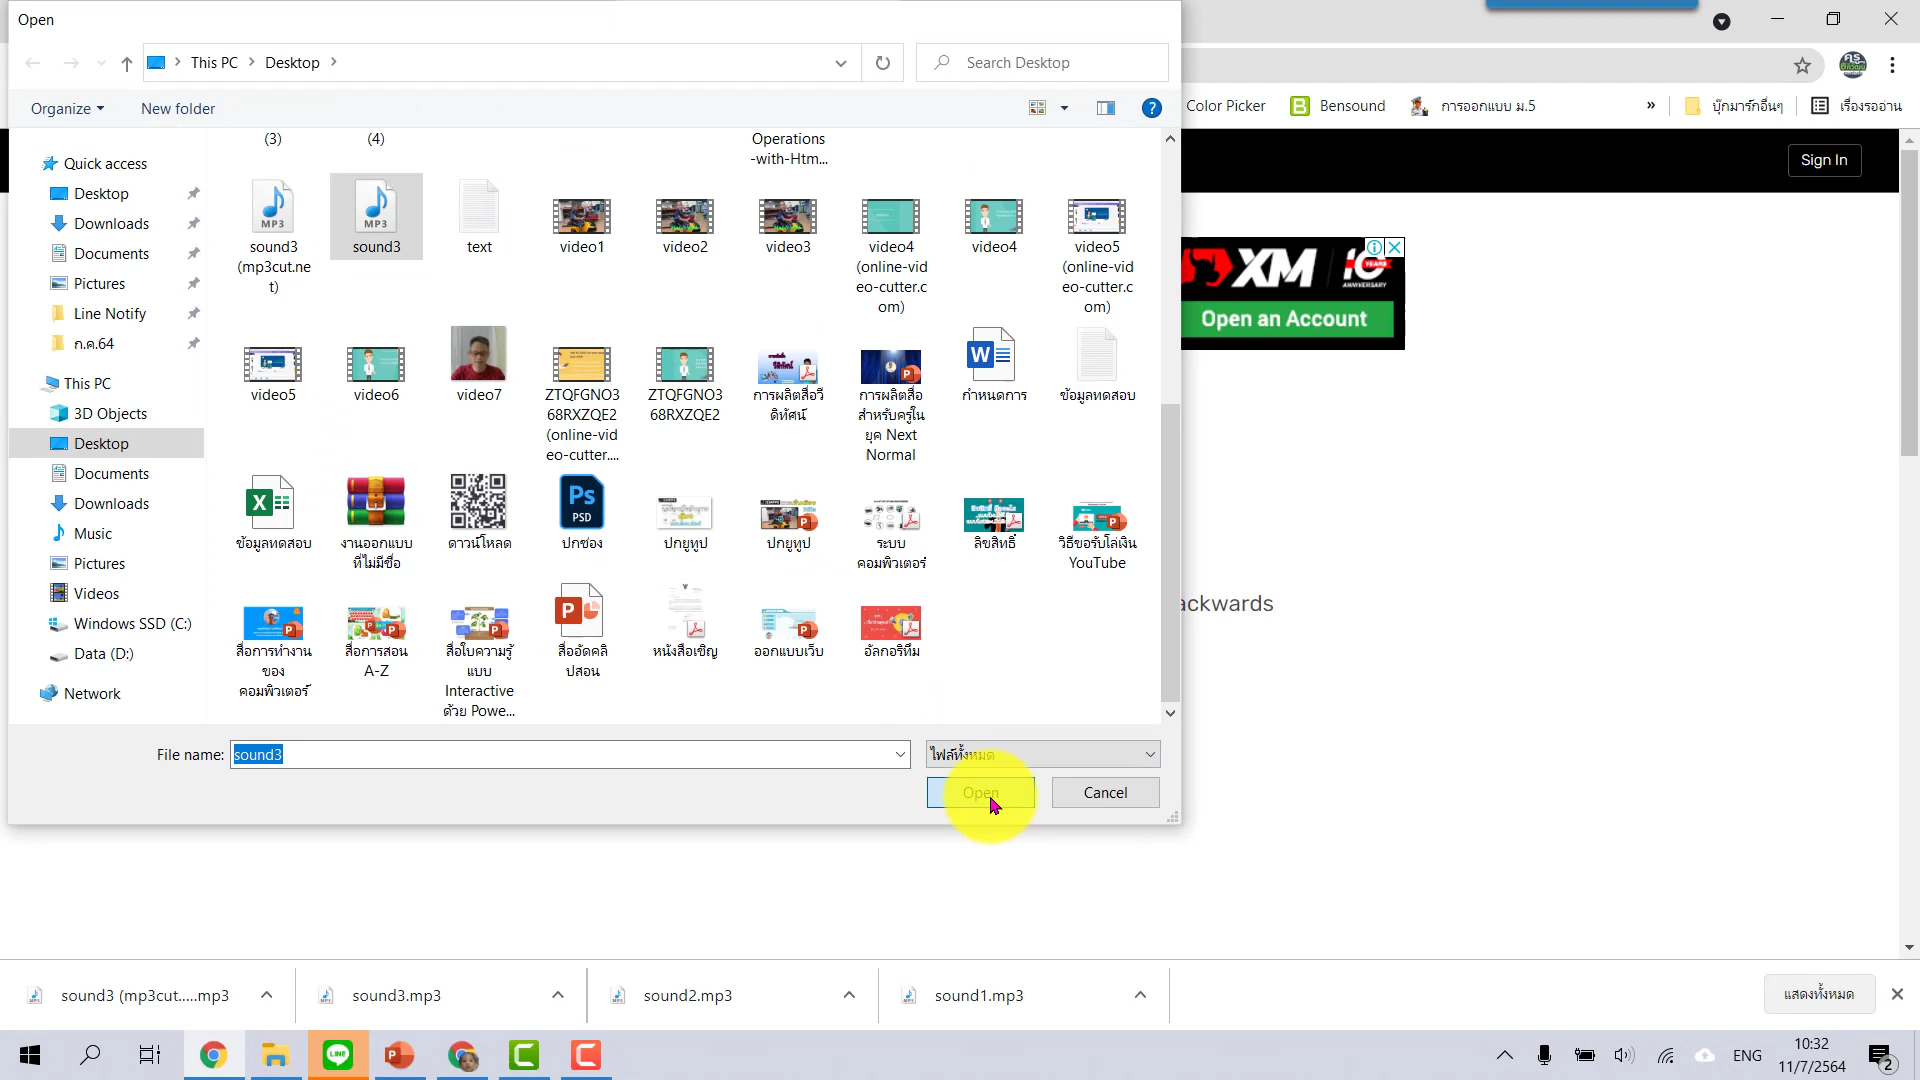 Open
This PC
Desktop
Search Desktop
Organize
New folder
?
Color Picker
Bensound
การออกแบบ ม.5
»
บุ๊กมาร์กอื่นๆ
เรื่องรออ่าน
Sign In
(3)
(4)
Operations
-with-Htm...
Quick access
Desktop
Downloads
Documents
Pictures
Line Notify
ก.ค.64
This PC
3D Objects
Desktop
Documents
Downloads
Music
Pictures
Videos
Windows SSD (C:)
Data (D:)
Network
MP3
sound3
(mp3cut.ne
t)
MP3
sound3
text
video1
video2
video3
video4
(online-vid
eo-cutter.c
om)
video4
video5
(online-vid
eo-cutter.c
om)
video5
video6
video7
ZTQFGNO3
68RXZQE2
(online-vid
eo-cutter....
ZTQFGNO3
68RXZQE2
การผลิตสื่อวี
ดิทัศน์
การผลิตสื่อ
สำหรับครูใน
ยุค Next
Normal
กำหนดการ
ข้อมูลทดสอบ
ข้อมูลทดสอบ
งานออกแบบ
ที่ไม่มีชื่อ
ดาวน์โหลด
Ps
PSD
ปกช่อง
ปกยูทูป
ปกยูทูป
ระบบ
คอมพิวเตอร์
ลิขสิทธิ์
วิธีขอรับโล่เงิน
YouTube
สื่อการทำงาน
ของ
คอมพิวเตอร์
สื่อการสอน
A-Z
สื่อใบความรู้
แบบ
Interactive
ด้วย Powe...
สื่ออัดคลิ
ปสอน
หนังสือเชิญ
ออกแบบเว็บ
อัลกอริทึม
XM
10
YEARS
ANNIVERSARY
Open an Account
ackwards
File name:
sound3
ไฟล์ทั้งหมด
Open
Cancel
sound3 (mp3cut.....mp3
sound3.mp3
sound2.mp3
sound1.mp3
แสดงทั้งหมด
LINE
ENG
10:32
11/7/2564
2